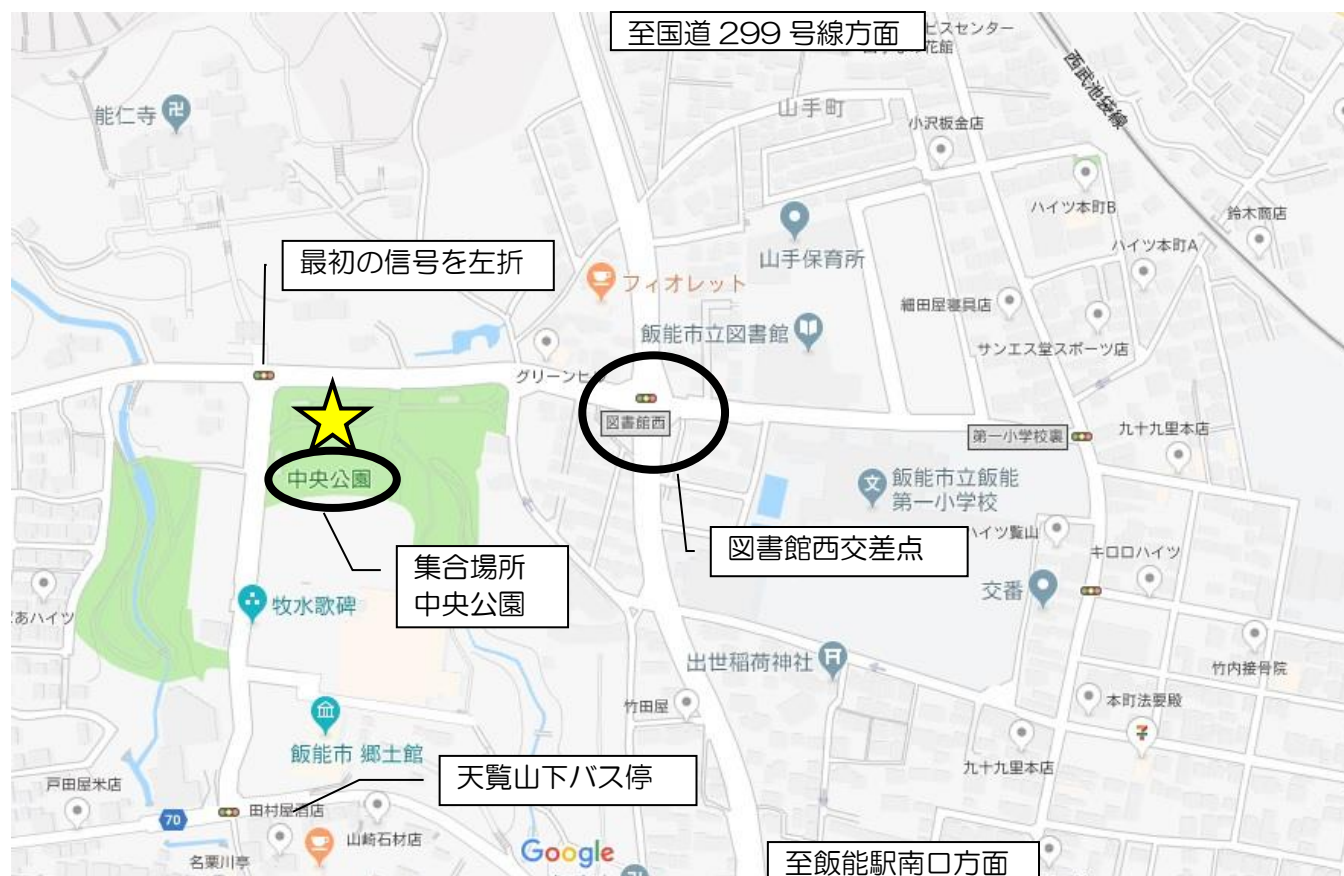 至国道 299 号線方面
ビスセンター
花館
西武池袋線
能仁寺
山手町
小沢板金店
ハイツ本町B
鈴木商店
最初の信号を左折
山手保育所
ハイツ本町A
フィオレット
細田屋寝具店
飯能市立図書館
サンエス堂スポーツ店
グリーンヒル
図書館西
第一小学校裏
九十九里本店
中央公園
飯能市立飯能
第一小学校
図書館西交差点
ハイツ覧山
キロロハイツ
集合場所
中央公園
交番
牧水歌碑
あハイツ
出世稲荷神社
竹内接骨院
竹田屋
本町法要殿
飯能市 郷土館
天覧山下バス停
九十九里本店
戸田屋米店
70
田村屋酒店
山崎石材店
名栗川亭
Google
至飯能駅南口方面